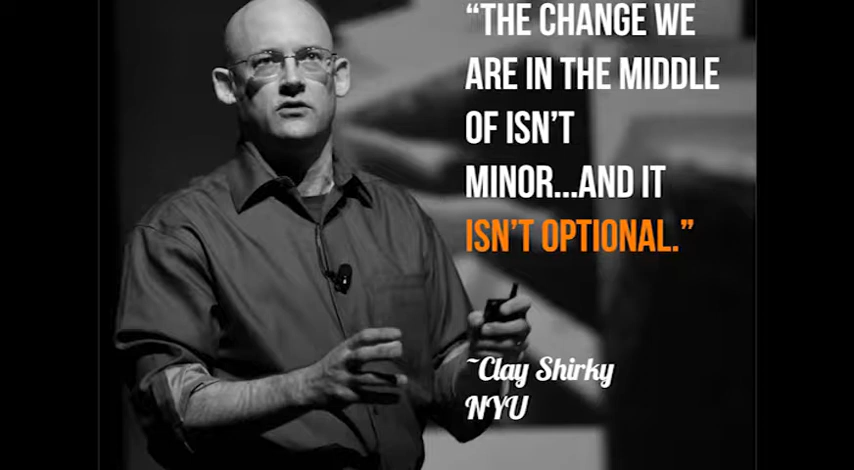 “THE CHANGE WE
ARE IN THE MIDDLE
OF ISN’T
MINOR...AND IT
ISN’T OPTIONAL.”
~Clay Shirky
NYU